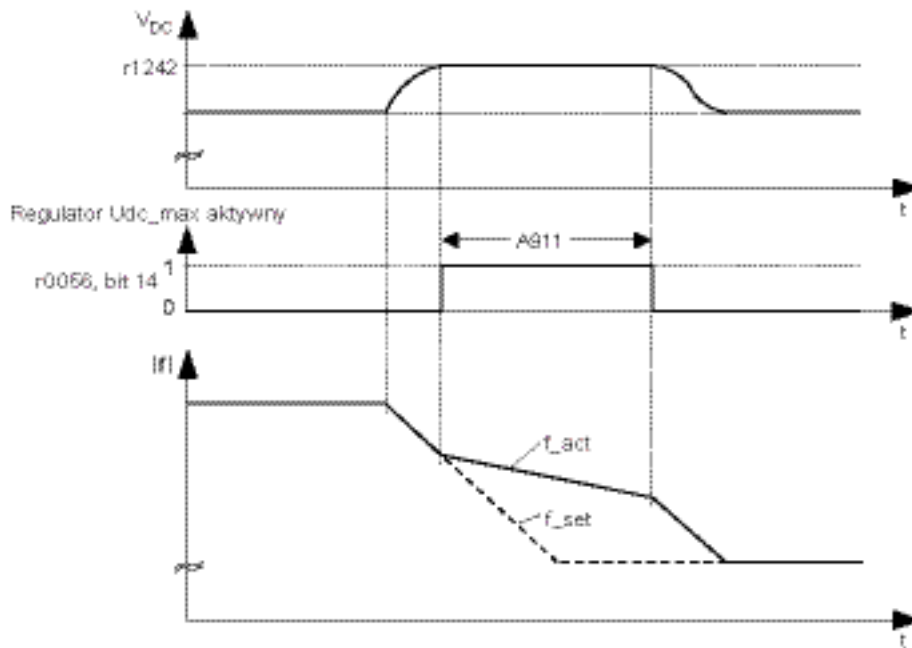 V_DC
r1242
t
Regulator Udc_max aktywny
A911
1
r0056, bit 14
0
t
|f|
f_act
f_set
t